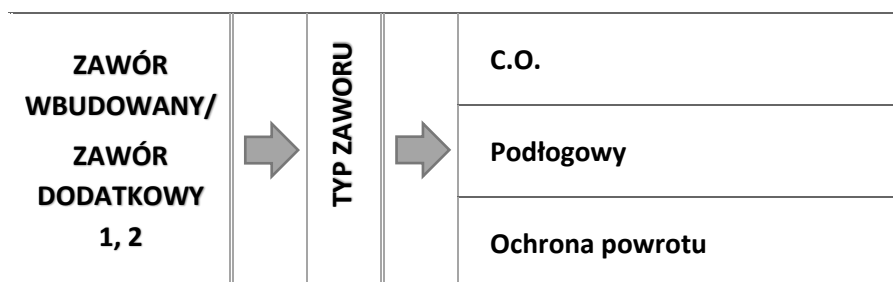 ZAWÓR
WBUDOWANY/
ZAWÓR
DODATKOWY
1, 2
TYP ZAWORU
C.O.
Podłogowy
Ochrona powrotu